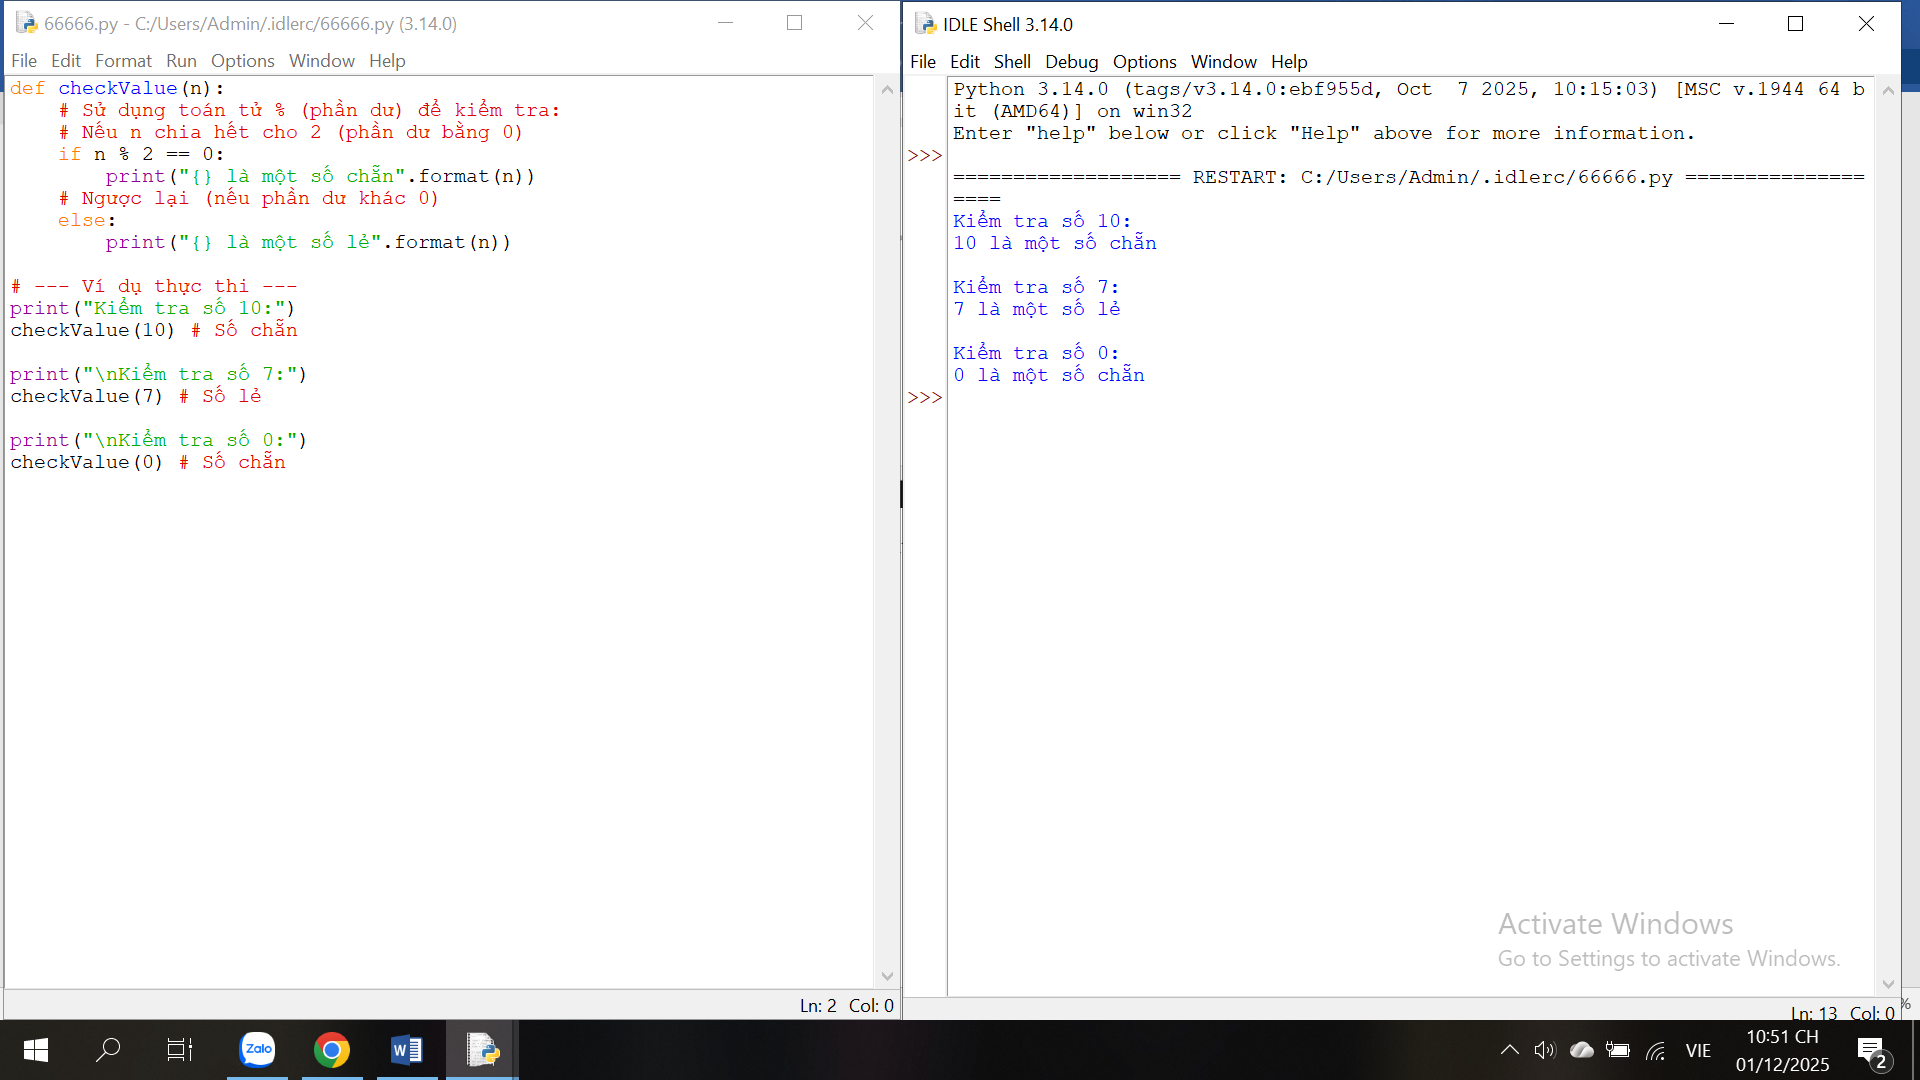 66666.py - C:/Users/Admin/.idlerc/66666.py (3.14.0)
File Edit Format Run Options Window Help
def checkValue(n):
    # Sử dụng toán tử % (phần dư) để kiểm tra:
    # Nếu n chia hết cho 2 (phần dư bằng 0)
    if n % 2 == 0:
        print("{} là một số chẵn".format(n))
    # Ngược lại (nếu phần dư khác 0)
    else:
        print("{} là một số lẻ".format(n))
# --- Ví dụ thực thi ---
print("Kiểm tra số 10:")
checkValue(10) # Số chẵn
print("\nKiểm tra số 7:")
checkValue(7) # Số lẻ
print("\nKiểm tra số 0:")
checkValue(0) # Số chẵn
Ln: 2 Col: 0
IDLE Shell 3.14.0
File Edit Shell Debug Options Window Help
Python 3.14.0 (tags/v3.14.0:ebf955d, Oct  7 2025, 10:15:03) [MSC v.1944 64 b
it (AMD64)] on win32
Enter "help" below or click "Help" above for more information.
>>>
=================== RESTART: C:/Users/Admin/.idlerc/66666.py ===============
====
Kiểm tra số 10:
10 là một số chẵn
Kiểm tra số 7:
7 là một số lẻ
Kiểm tra số 0:
0 là một số chẵn
>>>
Activate Windows
Go to Settings to activate Windows.
Ln: 13 Col: 0
%
Zalo
W
VIE
10:51 CH
01/12/2025
2